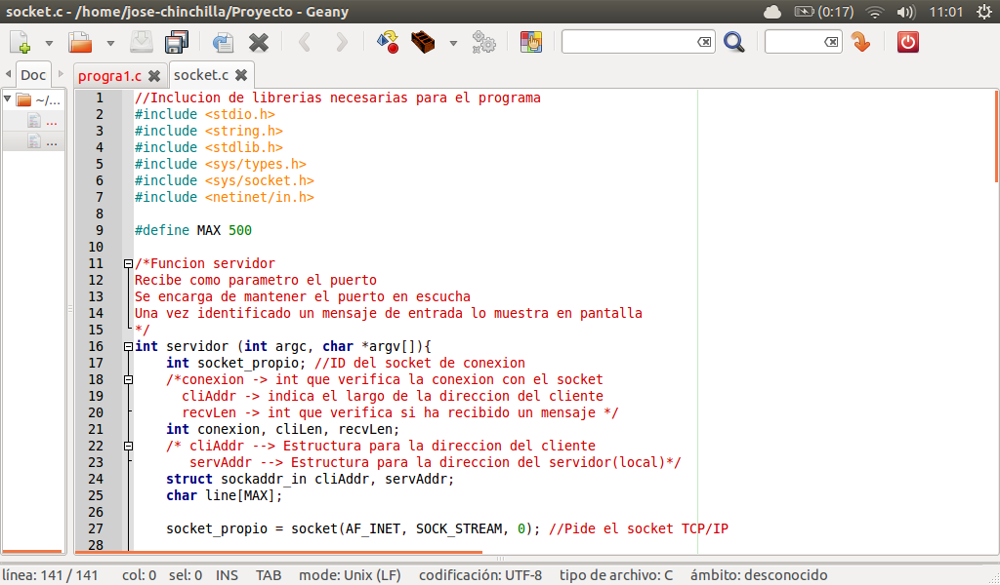 socket.c - /home/jose-chinchilla/Proyecto - Geany
(0:17)
11:01
Doc
progra1.c
socket.c
~/...
...
...
1 //Inclucion de librerias necesarias para el programa
2 #include <stdio.h>
3 #include <string.h>
4 #include <stdlib.h>
5 #include <sys/types.h>
6 #include <sys/socket.h>
7 #include <netinet/in.h>
8
9 #define MAX 500
10
11 /*Funcion servidor
12 Recibe como parametro el puerto
13 Se encarga de mantener el puerto en escucha
14 Una vez identificado un mensaje de entrada lo muestra en pantalla
15 */
16 int servidor (int argc, char *argv[]){
17 int socket_propio; //ID del socket de conexion
18 /*conexion -> int que verifica la conexion con el socket
19 cliAddr -> indica el largo de la direccion del cliente
20 recvLen -> int que verifica si ha recibido un mensaje */
21 int conexion, cliLen, recvLen;
22 /* cliAddr --> Estructura para la direccion del cliente
23 servAddr --> Estructura para la direccion del servidor(local)*/
24 struct sockaddr_in cliAddr, servAddr;
25 char line[MAX];
26
27 socket_propio = socket(AF_INET, SOCK_STREAM, 0); //Pide el socket TCP/IP
28
línea: 141 / 141 col: 0 sel: 0 INS TAB modo: Unix (LF) codificación: UTF-8 tipo de archivo: C ámbito: desconocido